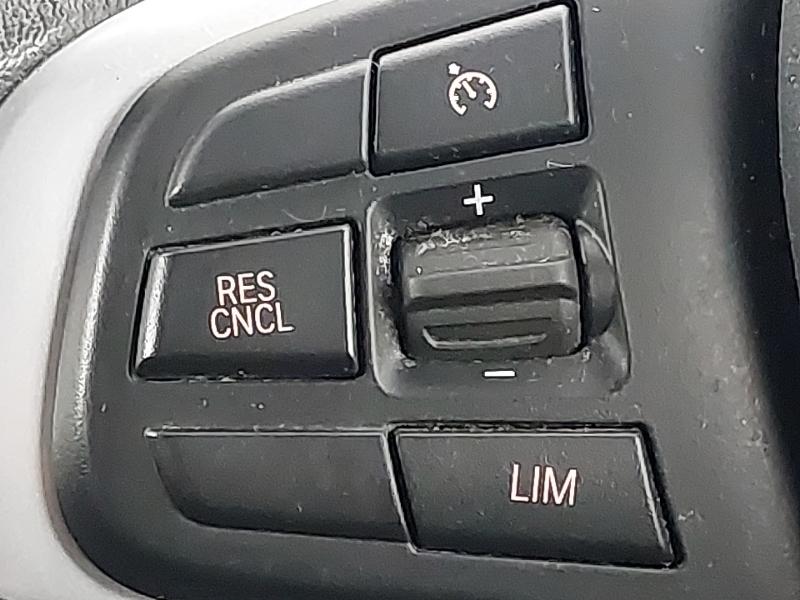 +
RES
CNCL
–
LIM